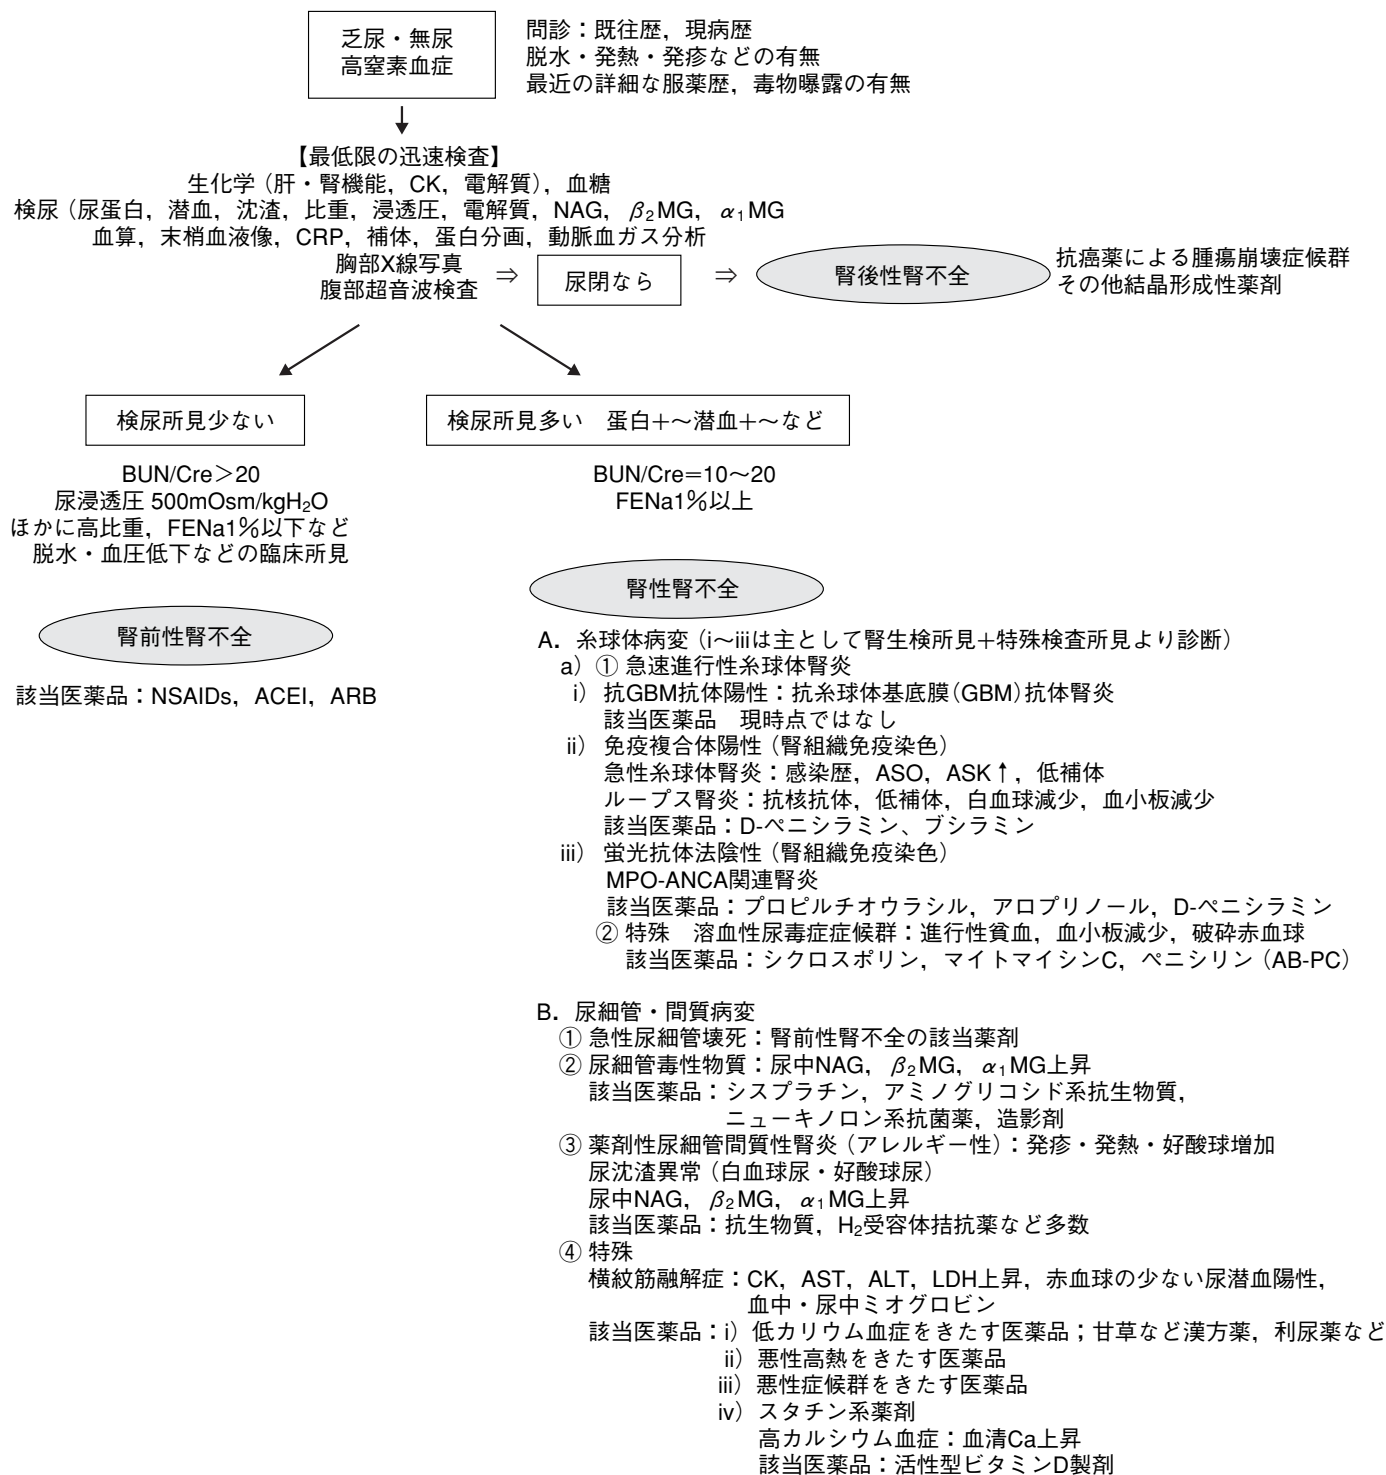 乏尿・無尿
高窒素血症
問診：既往歴，現病歴
脱水・発熱・発疹などの有無
最近の詳細な服薬歴，毒物曝露の有無
【最低限の迅速検査】
生化学（肝・腎機能，CK，電解質），血糖
検尿（尿蛋白，潜血，沈渣，比重，浸透圧，電解質，NAG，β₂MG，α₁MG
血算，末梢血液像，CRP，補体，蛋白分画，動脈血ガス分析
胸部X線写真
腹部超音波検査
⇒
尿閉なら
⇒
腎後性腎不全
抗癌薬による腫瘍崩壊症候群
その他結晶形成性薬剤
検尿所見少ない
BUN/Cre＞20
尿浸透圧 500mOsm/kgH₂O
ほかに高比重，FENa1％以下など
脱水・血圧低下などの臨床所見
腎前性腎不全
該当医薬品：NSAIDs，ACEI，ARB
検尿所見多い　蛋白＋～潜血＋～など
BUN/Cre＝10～20
FENa1％以上
腎性腎不全
A．糸球体病変（i～iiiは主として腎生検所見＋特殊検査所見より診断）
a）① 急速進行性糸球体腎炎
i）抗GBM抗体陽性：抗糸球体基底膜（GBM）抗体腎炎
該当医薬品　現時点ではなし
ii）免疫複合体陽性（腎組織免疫染色）
急性糸球体腎炎：感染歴，ASO，ASK↑，低補体
ループス腎炎：抗核抗体，低補体，白血球減少，血小板減少
該当医薬品：D-ペニシラミン、ブシラミン
iii）蛍光抗体法陰性（腎組織免疫染色）
MPO-ANCA関連腎炎
該当医薬品：プロピルチオウラシル，アロプリノール，D-ペニシラミン
② 特殊　溶血性尿毒症症候群：進行性貧血，血小板減少，破砕赤血球
該当医薬品：シクロスポリン，マイトマイシンC，ペニシリン（AB-PC）
B．尿細管・間質病変
① 急性尿細管壊死：腎前性腎不全の該当薬剤
② 尿細管毒性物質：尿中NAG，β₂MG，α₁MG上昇
該当医薬品：シスプラチン，アミノグリコシド系抗生物質，
ニューキノロン系抗菌薬，造影剤
③ 薬剤性尿細管間質性腎炎（アレルギー性）：発疹・発熱・好酸球増加
尿沈渣異常（白血球尿・好酸球尿）
尿中NAG，β₂MG，α₁MG上昇
該当医薬品：抗生物質，H₂受容体拮抗薬など多数
④ 特殊
横紋筋融解症：CK，AST，ALT，LDH上昇，赤血球の少ない尿潜血陽性，
血中・尿中ミオグロビン
該当医薬品：i）低カリウム血症をきたす医薬品；甘草など漢方薬，利尿薬など
ii）悪性高熱をきたす医薬品
iii）悪性症候群をきたす医薬品
iv）スタチン系薬剤
高カルシウム血症：血清Ca上昇
該当医薬品：活性型ビタミンD製剤